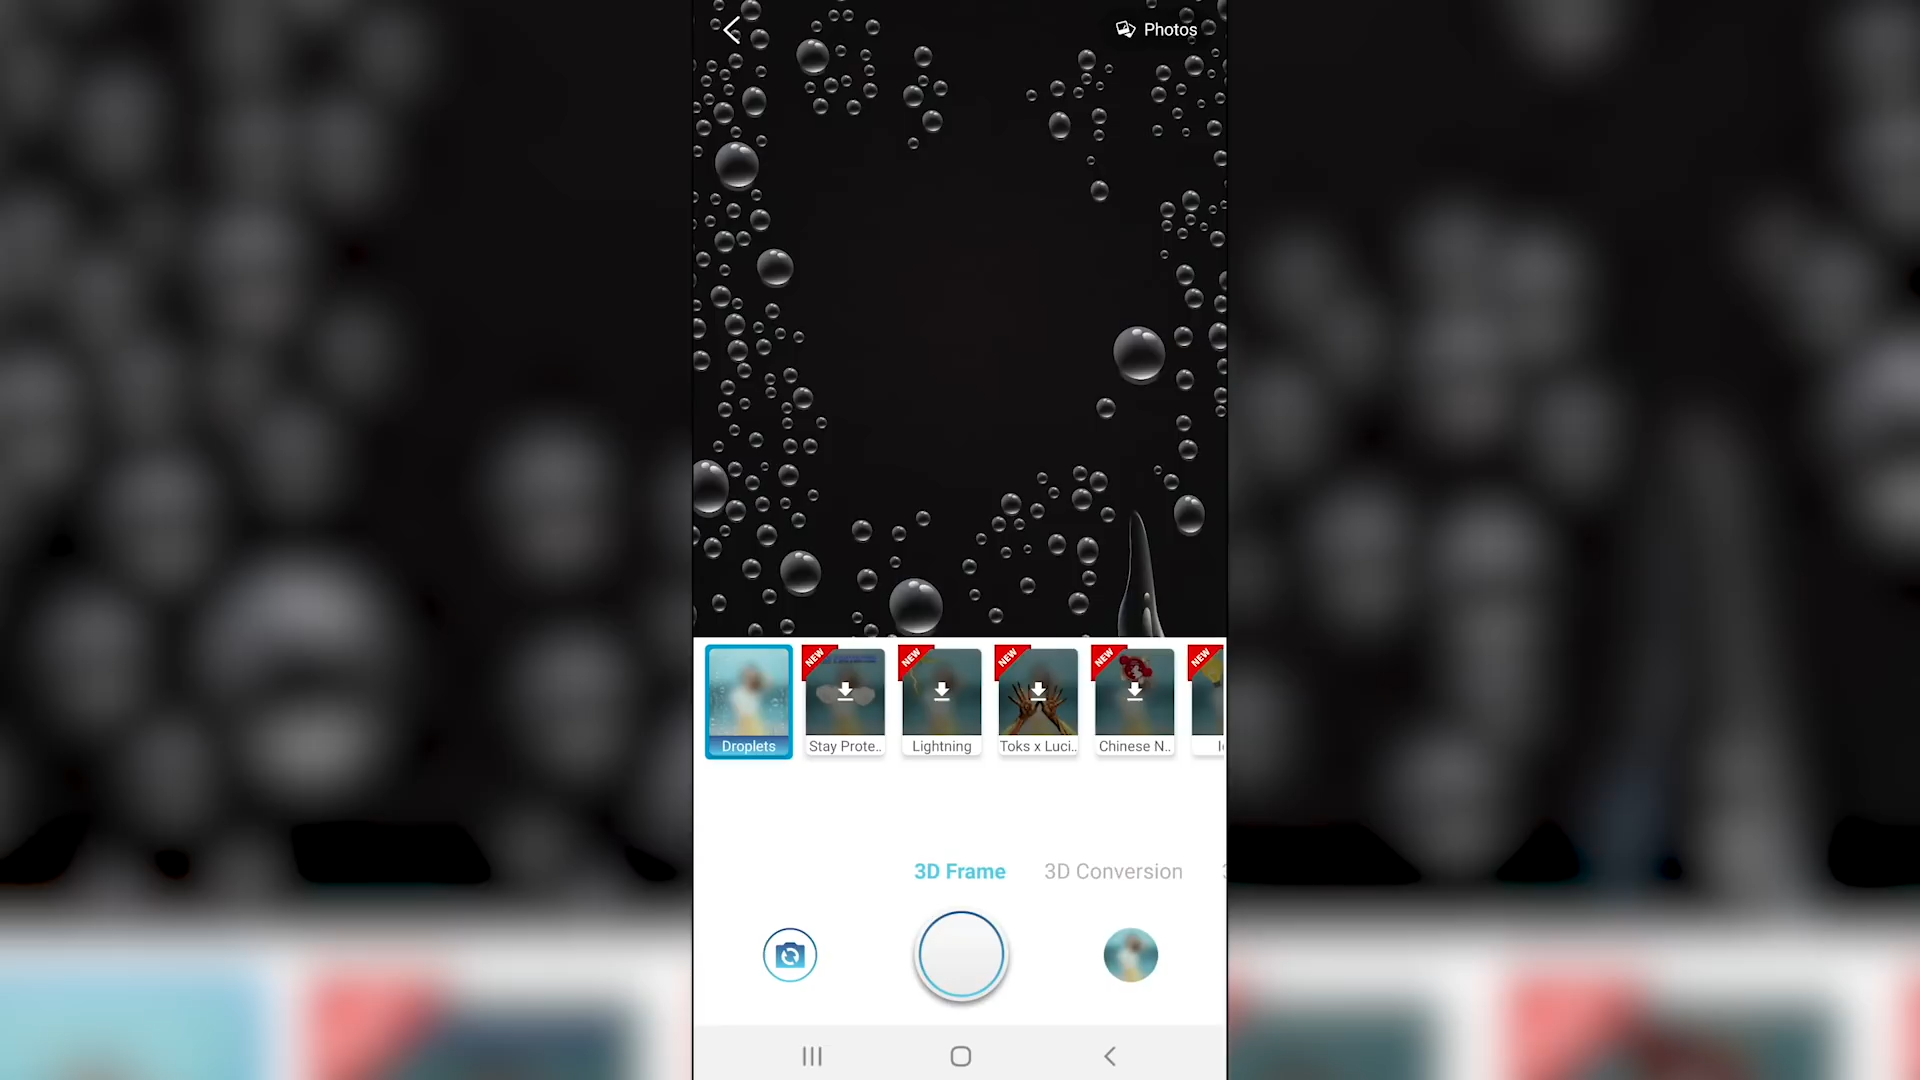 Photos
NEW
NEW
NEW
NEW
NEW
Droplets
Stay Prote..
Lightning
Toks x Luci..
Chinese N..
3D Frame
3D Conversion